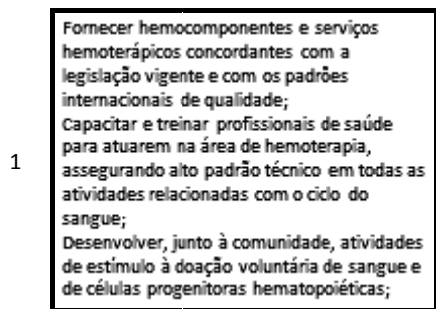 1
Fornecer hemocomponentes e serviços
hemoterápicos concordantes com a
legislação vigente e com os padrões
internacionais de qualidade;
Capacitar e treinar profissionais de saúde
para atuarem na área de hemoterapia,
assegurando alto padrão técnico em todas as
atividades relacionadas com o ciclo do
sangue;
Desenvolver, junto à comunidade, atividades
de estímulo à doação voluntária de sangue e
de células progenitoras hematopoiéticas;